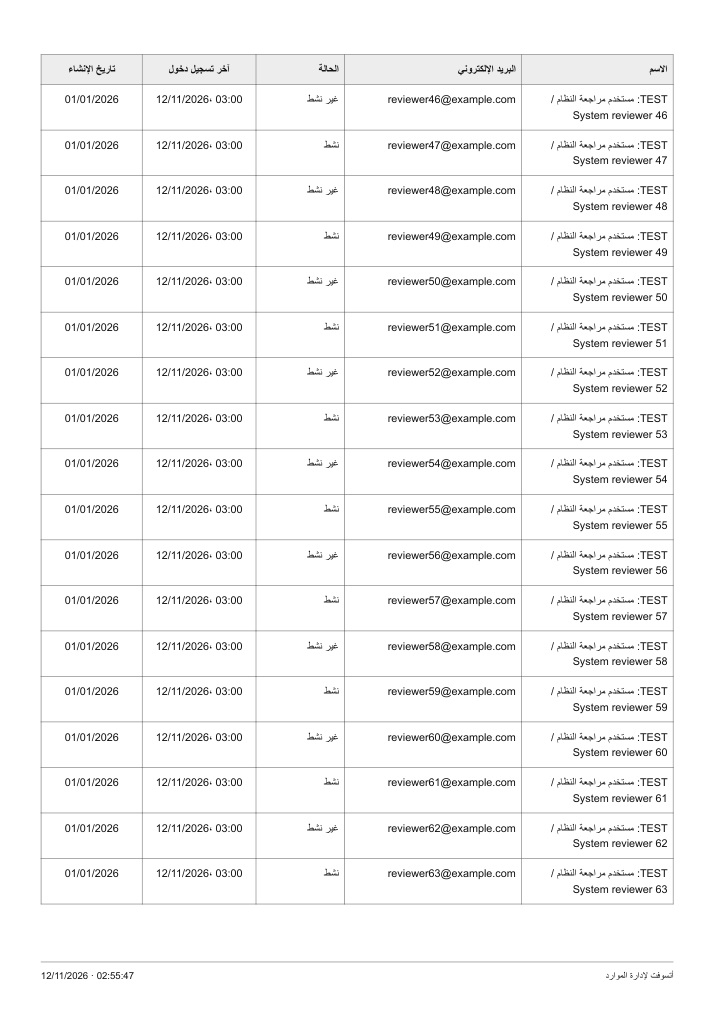 الاسم البريد الإلكتروني الحالة آخر تسجيل دخول تاريخ الإنشاء
TEST: مستخدم مراجعة النظام / reviewer46@example.com غير نشط 12/11/2026، 03:00 01/01/2026
System reviewer 46
TEST: مستخدم مراجعة النظام / reviewer47@example.com نشط 12/11/2026، 03:00 01/01/2026
System reviewer 47
TEST: مستخدم مراجعة النظام / reviewer48@example.com غير نشط 12/11/2026، 03:00 01/01/2026
System reviewer 48
TEST: مستخدم مراجعة النظام / reviewer49@example.com نشط 12/11/2026، 03:00 01/01/2026
System reviewer 49
TEST: مستخدم مراجعة النظام / reviewer50@example.com غير نشط 12/11/2026، 03:00 01/01/2026
System reviewer 50
TEST: مستخدم مراجعة النظام / reviewer51@example.com نشط 12/11/2026، 03:00 01/01/2026
System reviewer 51
TEST: مستخدم مراجعة النظام / reviewer52@example.com غير نشط 12/11/2026، 03:00 01/01/2026
System reviewer 52
TEST: مستخدم مراجعة النظام / reviewer53@example.com نشط 12/11/2026، 03:00 01/01/2026
System reviewer 53
TEST: مستخدم مراجعة النظام / reviewer54@example.com غير نشط 12/11/2026، 03:00 01/01/2026
System reviewer 54
TEST: مستخدم مراجعة النظام / reviewer55@example.com نشط 12/11/2026، 03:00 01/01/2026
System reviewer 55
TEST: مستخدم مراجعة النظام / reviewer56@example.com غير نشط 12/11/2026، 03:00 01/01/2026
System reviewer 56
TEST: مستخدم مراجعة النظام / reviewer57@example.com نشط 12/11/2026، 03:00 01/01/2026
System reviewer 57
TEST: مستخدم مراجعة النظام / reviewer58@example.com غير نشط 12/11/2026، 03:00 01/01/2026
System reviewer 58
TEST: مستخدم مراجعة النظام / reviewer59@example.com نشط 12/11/2026، 03:00 01/01/2026
System reviewer 59
TEST: مستخدم مراجعة النظام / reviewer60@example.com غير نشط 12/11/2026، 03:00 01/01/2026
System reviewer 60
TEST: مستخدم مراجعة النظام / reviewer61@example.com نشط 12/11/2026، 03:00 01/01/2026
System reviewer 61
TEST: مستخدم مراجعة النظام / reviewer62@example.com غير نشط 12/11/2026، 03:00 01/01/2026
System reviewer 62
TEST: مستخدم مراجعة النظام / reviewer63@example.com نشط 12/11/2026، 03:00 01/01/2026
System reviewer 63
أتسوفت لإدارة الموارد 12/11/2026 · 02:55:47